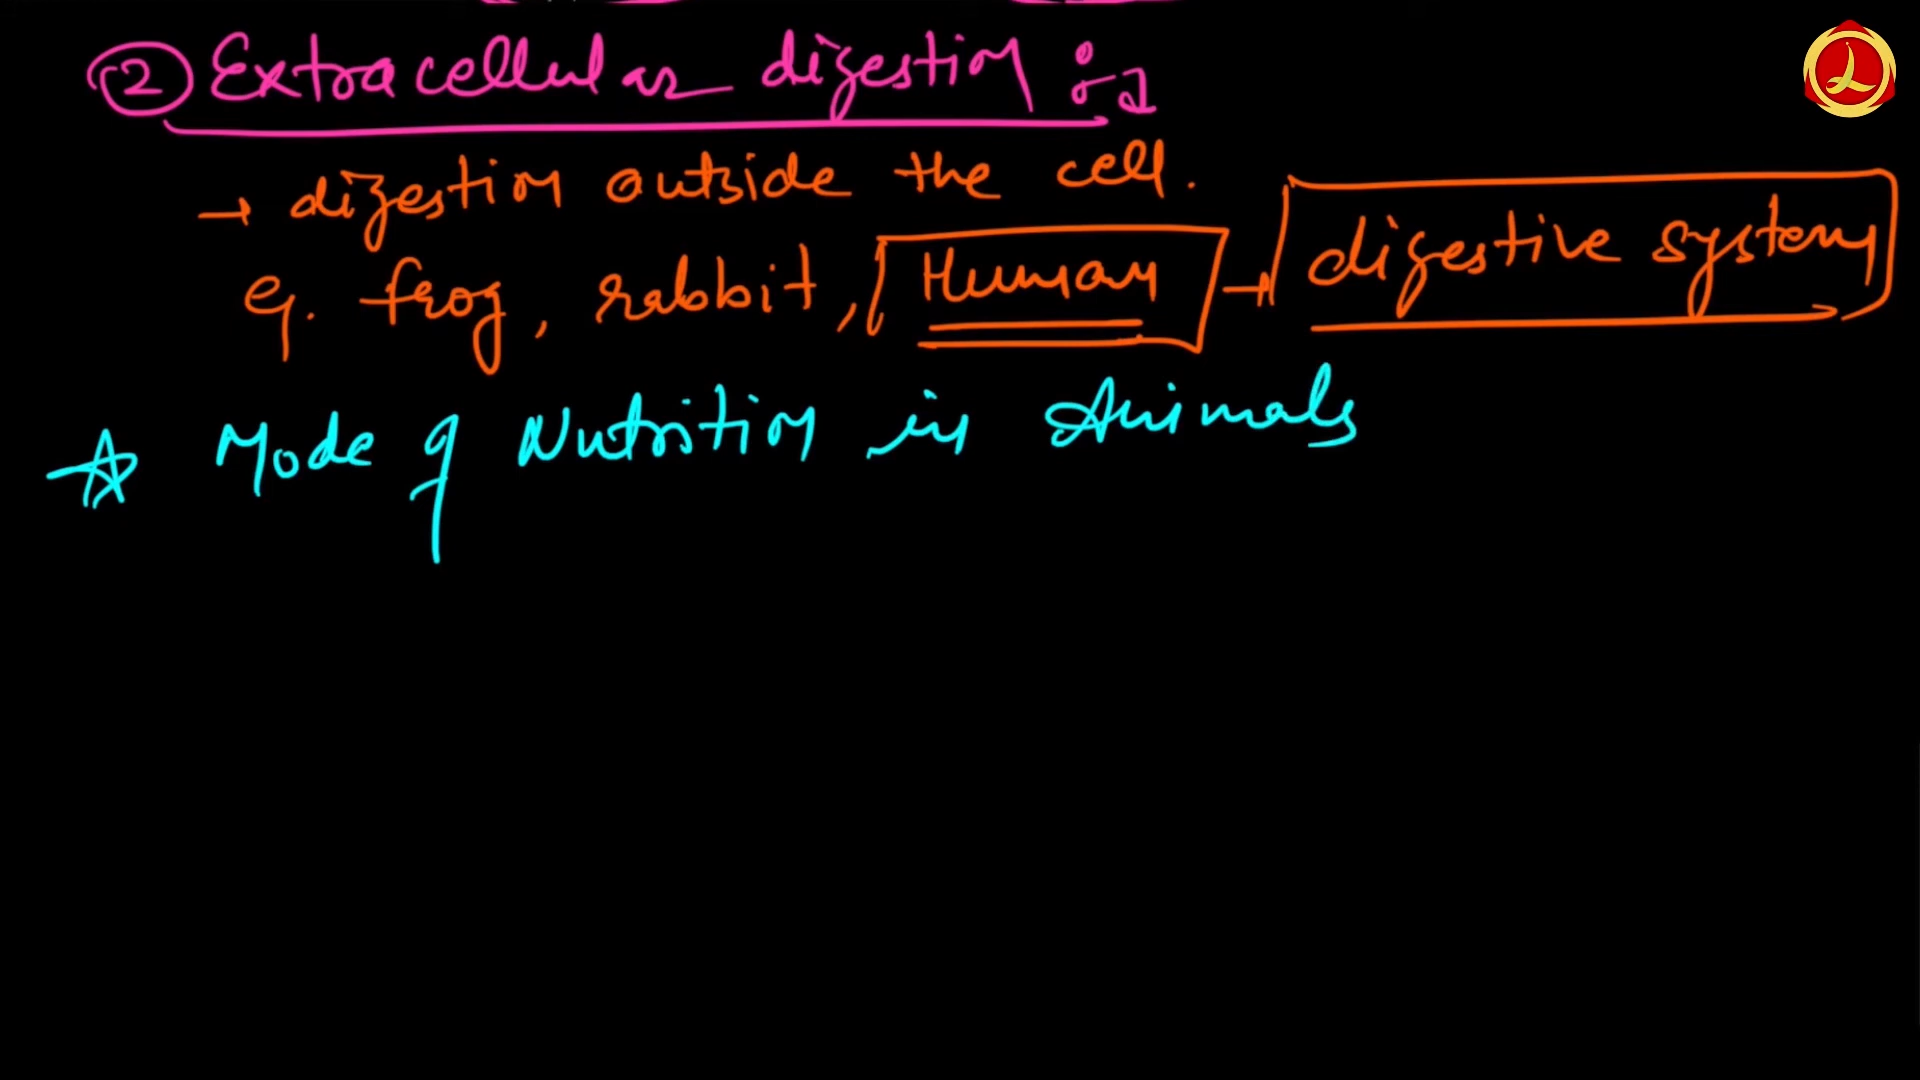 ② Extracellular digestion :-
→ digestion outside the cell.
eg. frog, rabbit, Human → digestive system
☆ Mode of Nutrition in Animals